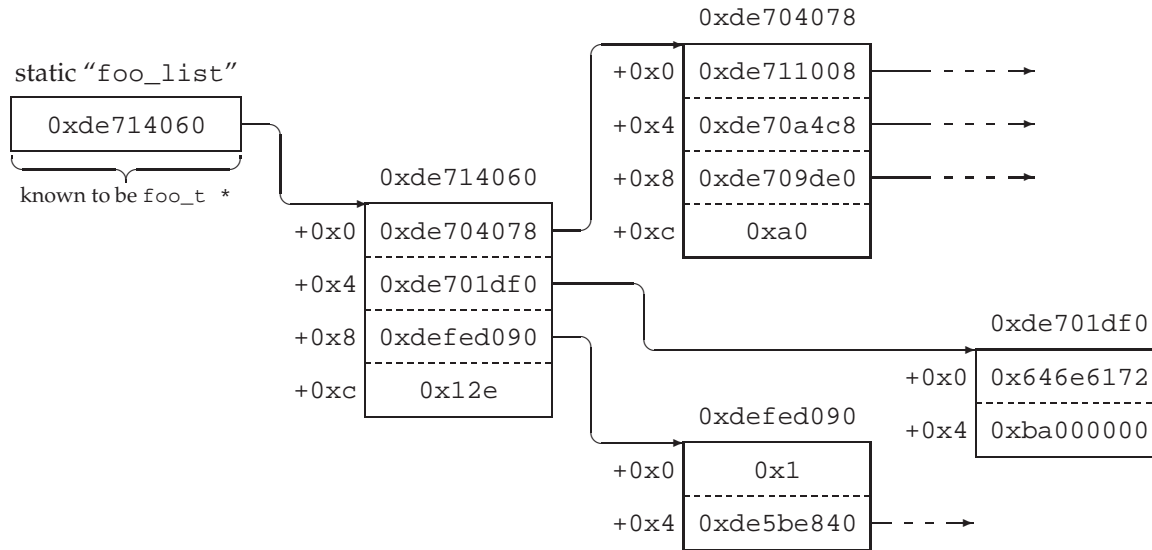 static “foo_list”
0xde714060
known to be foo_t *
0xde714060
+0x0 0xde704078
+0x4 0xde701df0
+0x8 0xdefed090
+0xc 0x12e
0xde704078
+0x0 0xde711008
+0x4 0xde70a4c8
+0x8 0xde709de0
+0xc 0xa0
0xde701df0
+0x0 0x646e6172
+0x4 0xba000000
0xdefed090
+0x0 0x1
+0x4 0xde5be840